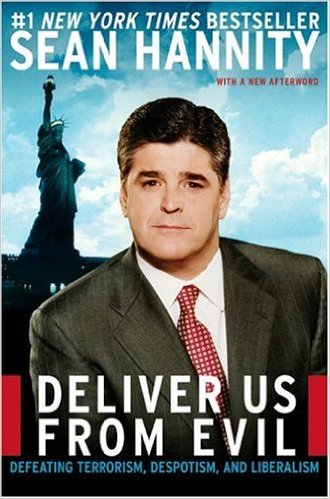 #1 NEW YORK TIMES BESTSELLER
SEAN HANNITY
WITH A NEW AFTERWORD
DELIVER US
FROM EVIL
DEFEATING TERRORISM, DESPOTISM, AND LIBERALISM